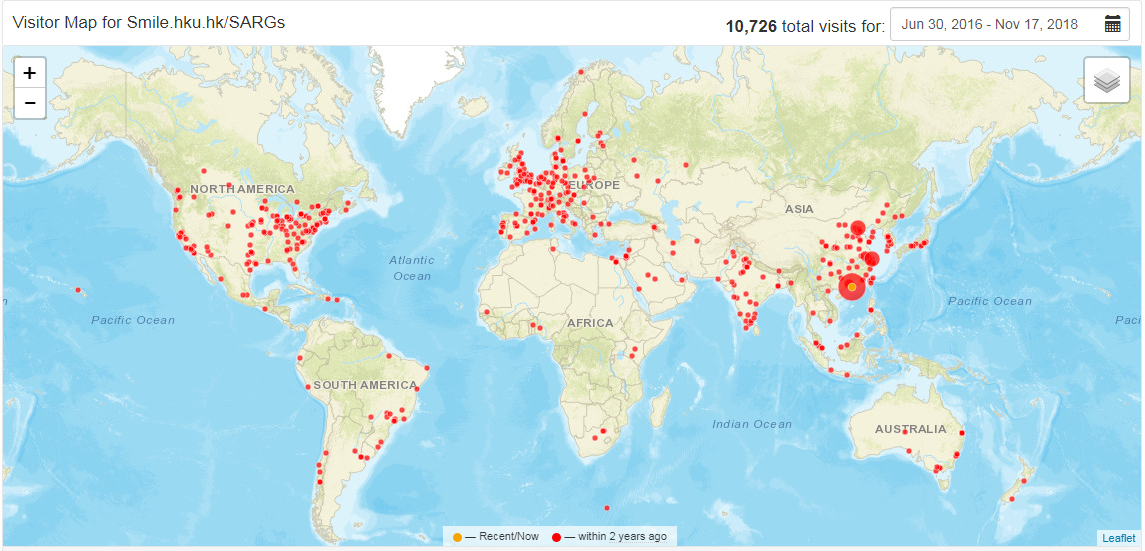 Visitor Map for Smile.hku.hk/SARGs
10,726 total visits for:
Jun 30, 2016 - Nov 17, 2018
+
−
NORTH AMERICA
EUROPE
ASIA
Atlantic
Ocean
Pacific Ocean
Pacific Ocean
Paci
n
AFRICA
SOUTH AMERICA
Indian Ocean
AUSTRALIA
— Recent/Now
— within 2 years ago
Leaflet